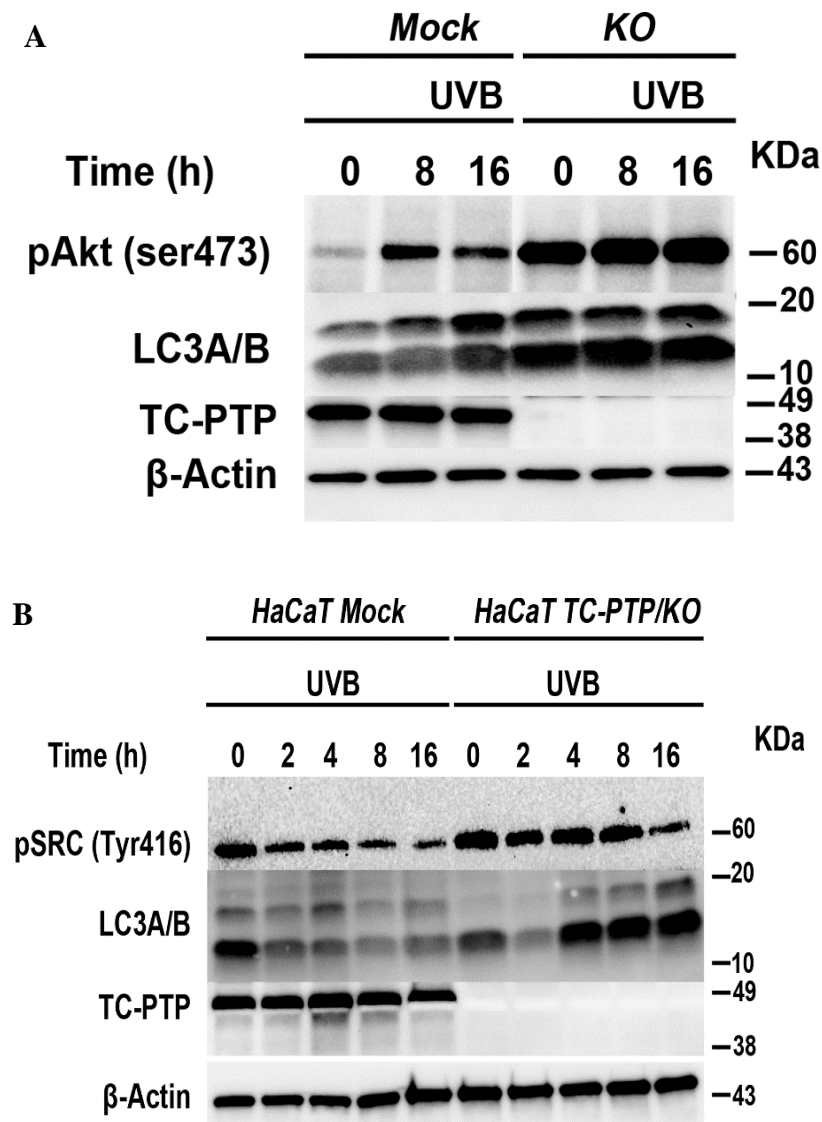 A
Mock KO
UVB UVB
Time (h) 0 8 16 0 8 16 KDa
pAkt (ser473) 60
20
LC3A/B
10
49
TC-PTP
38
β-Actin 43
B
HaCaT Mock HaCaT TC-PTP/KO
UVB UVB
Time (h) 0 2 4 8 16 0 2 4 8 16 KDa
pSRC (Tyr416) 60
20
LC3A/B
10
49
TC-PTP
38
β-Actin 43